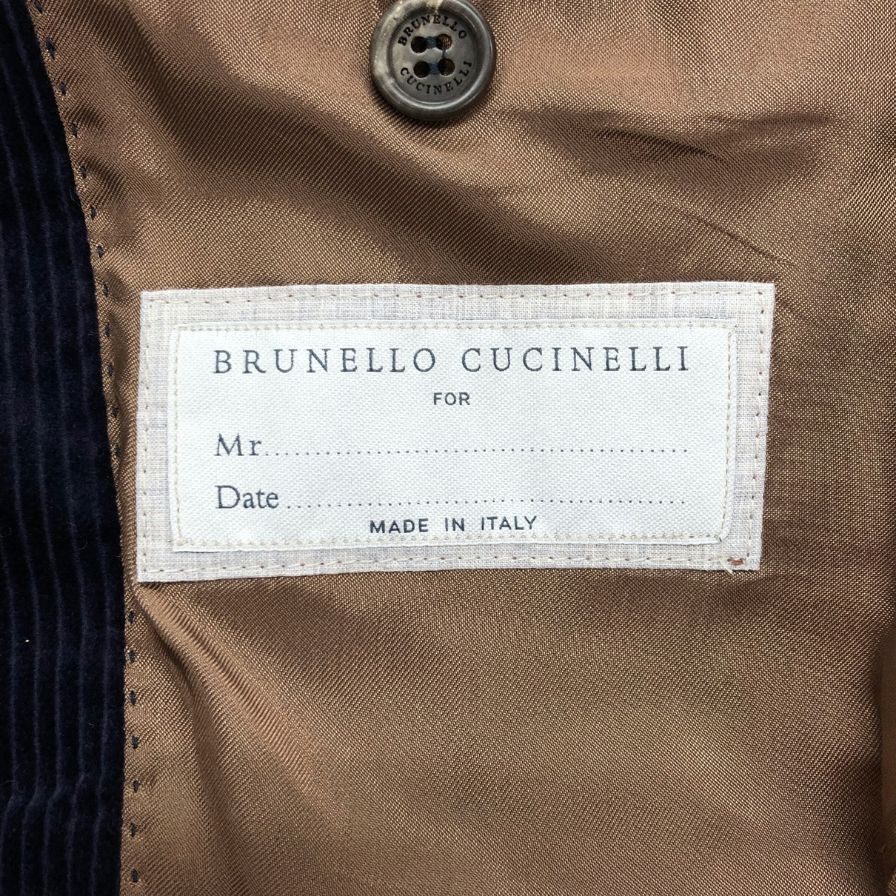 BRUNELLO
CUCINELLI
BRUNELLO CUCINELLI
FOR
Mr........................................
Date........................................
MADE IN ITALY